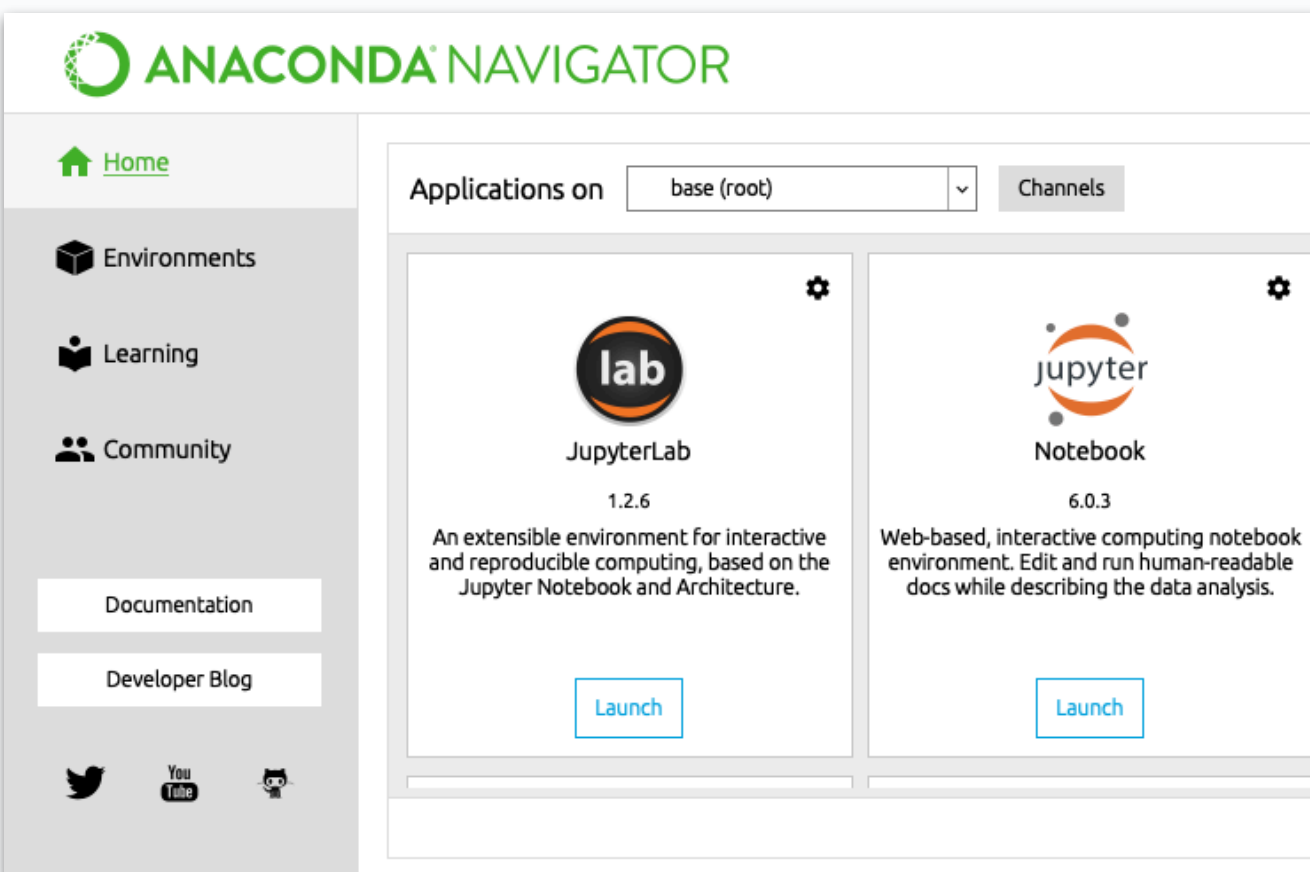 ANACONDA NAVIGATOR
Home
Environments
Learning
Community
Documentation
Developer Blog
You
Tube
Applications on
base (root)
Channels
lab
JupyterLab
1.2.6
An extensible environment for interactive
and reproducible computing, based on the
Jupyter Notebook and Architecture.
Launch
jupyter
Notebook
6.0.3
Web-based, interactive computing notebook
environment. Edit and run human-readable
docs while describing the data analysis.
Launch